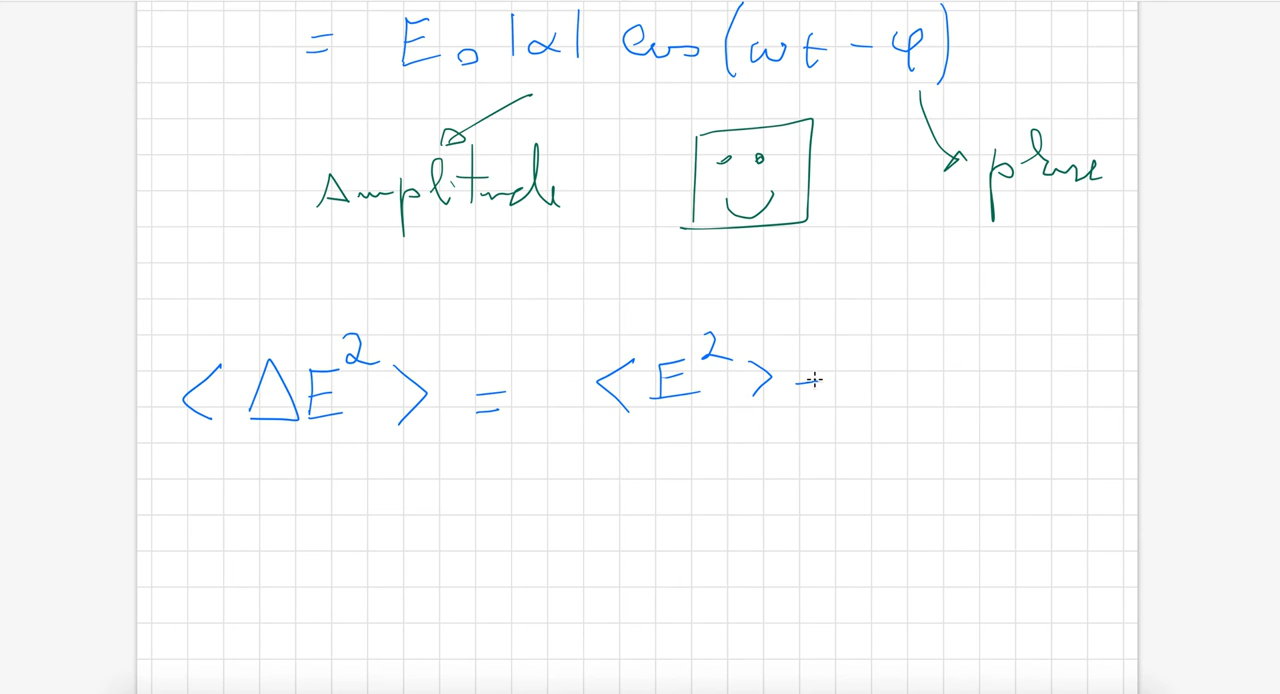 = E₀ |α| cos(ωt − φ)
Amplitude phase
⟨ΔE²⟩ = ⟨E²⟩ −